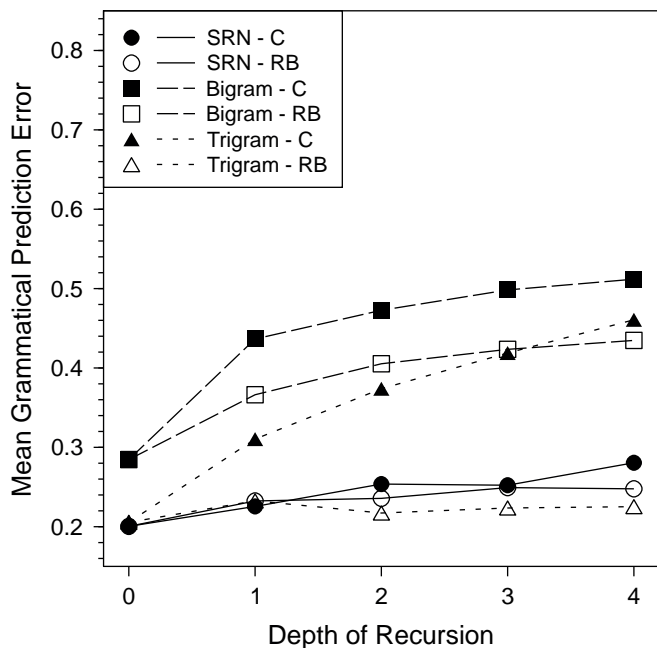 SRN - C
SRN - RB
Bigram - C
Bigram - RB
Trigram - C
Trigram - RB
0.8
0.7
0.6
0.5
0.4
0.3
0.2
Mean Grammatical Prediction Error
0 1 2 3 4
Depth of Recursion